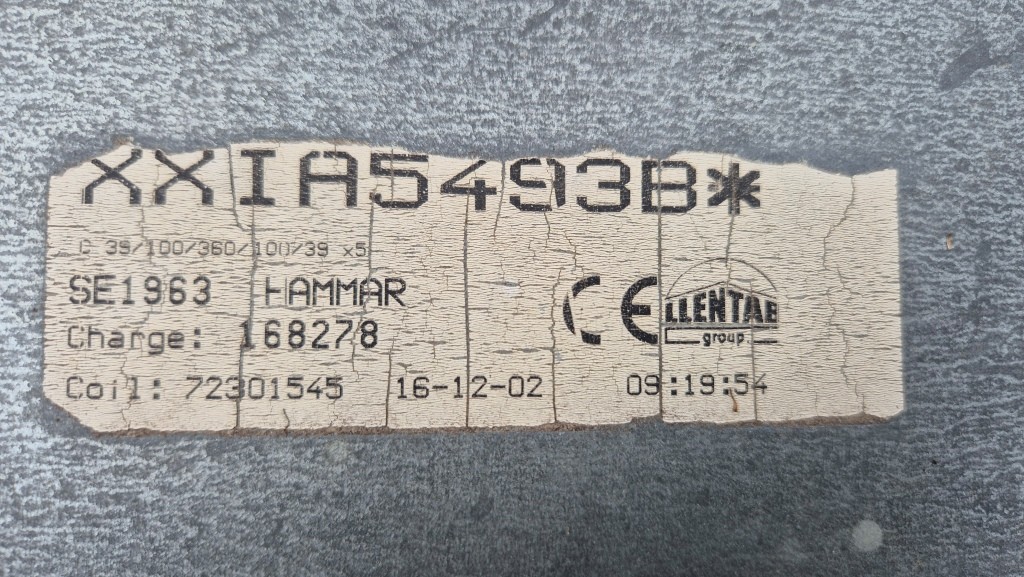 XXIA5493B*
C 39/100/360/100/39 x5
SE1963 HAMMAR
Charge: 168278
CE
LLENTAB
group
Coil: 72301545 16-12-02 09:19:54